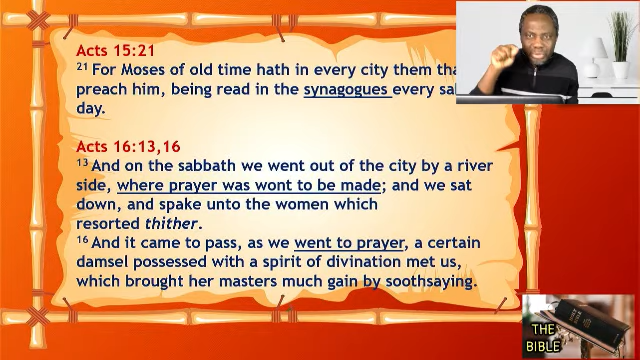 Acts 15:21
21 For Moses of old time hath in every city them
preach him, being read in the synagogues every
day.
Acts 16:13,16
13 And on the sabbath we went out of the city by a river
side, where prayer was wont to be made; and we sat
down, and spake unto the women which
resorted thither.
16 And it came to pass, as we went to prayer, a certain
damsel possessed with a spirit of divination met us,
which brought her masters much gain by soothsaying.
THE
BIBLE